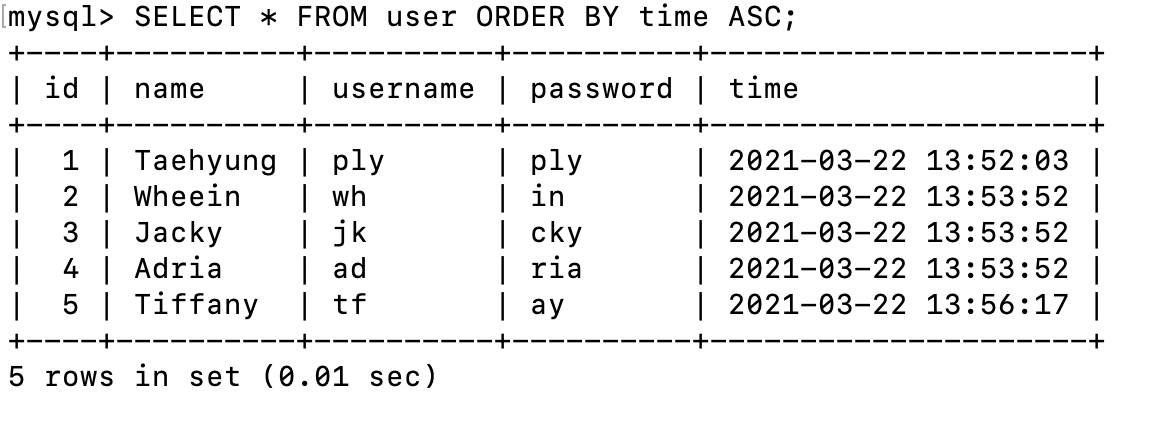 [mysql> SELECT * FROM user ORDER BY time ASC;
+----+----------+----------+----------+---------------------+
| id | name     | username | password | time                |
+----+----------+----------+----------+---------------------+
|  1 | Taehyung | ply      | ply      | 2021-03-22 13:52:03 |
|  2 | Wheein   | wh       | in       | 2021-03-22 13:53:52 |
|  3 | Jacky    | jk       | cky      | 2021-03-22 13:53:52 |
|  4 | Adria    | ad       | ria      | 2021-03-22 13:53:52 |
|  5 | Tiffany  | tf       | ay       | 2021-03-22 13:56:17 |
+----+----------+----------+----------+---------------------+
5 rows in set (0.01 sec)